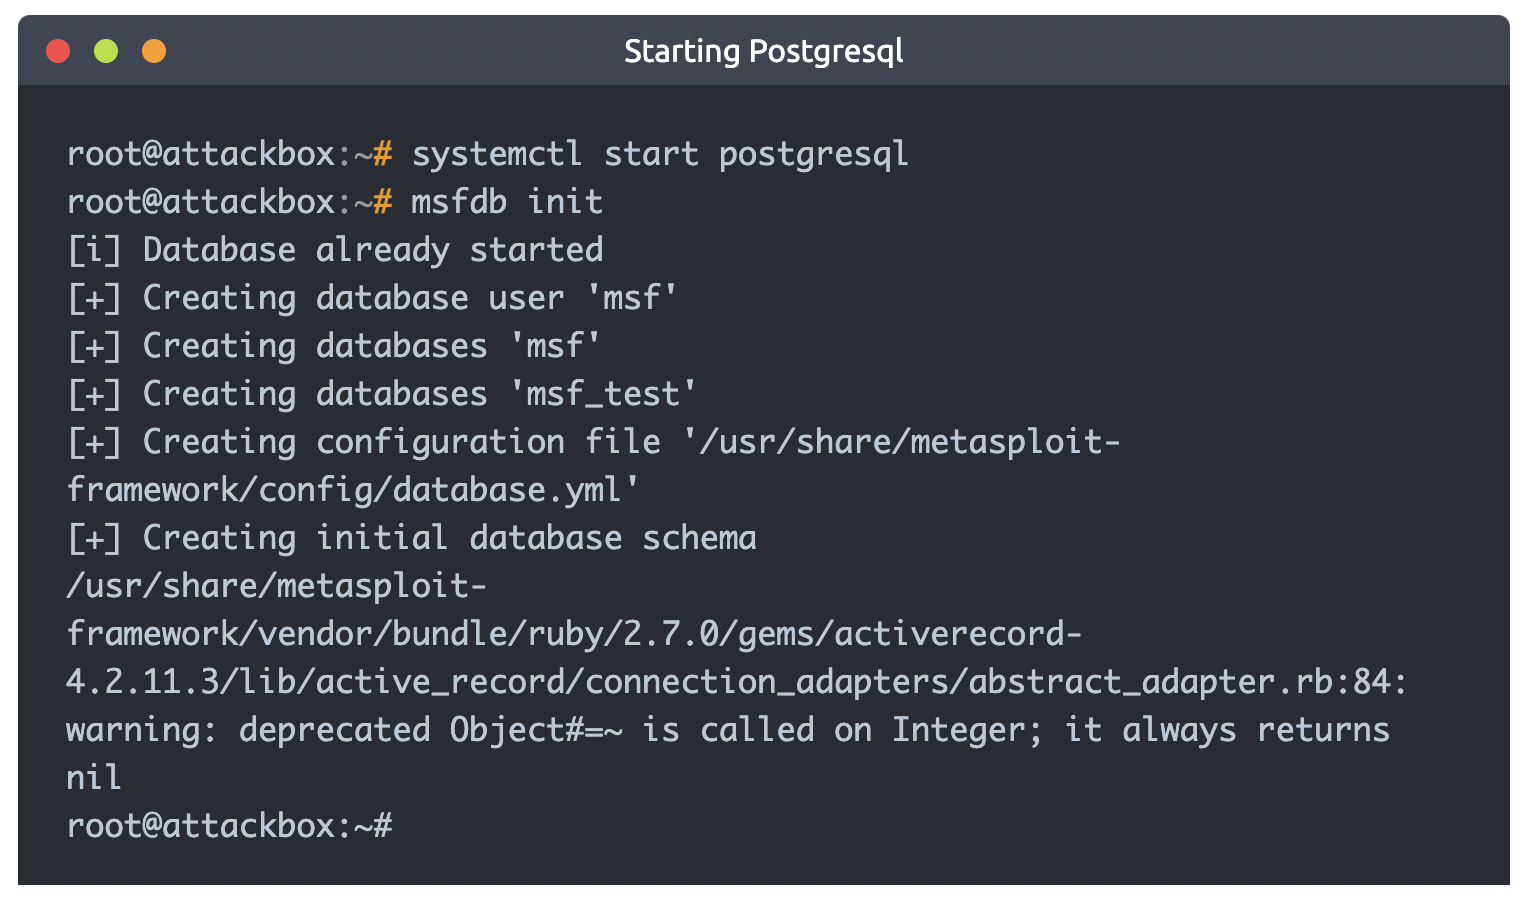 Starting Postgresql
root@attackbox:~# systemctl start postgresql
root@attackbox:~# msfdb init
[i] Database already started
[+] Creating database user 'msf'
[+] Creating databases 'msf'
[+] Creating databases 'msf_test'
[+] Creating configuration file '/usr/share/metasploit-
framework/config/database.yml'
[+] Creating initial database schema
/usr/share/metasploit-
framework/vendor/bundle/ruby/2.7.0/gems/activerecord-
4.2.11.3/lib/active_record/connection_adapters/abstract_adapter.rb:84:
warning: deprecated Object#=~ is called on Integer; it always returns
nil
root@attackbox:~#